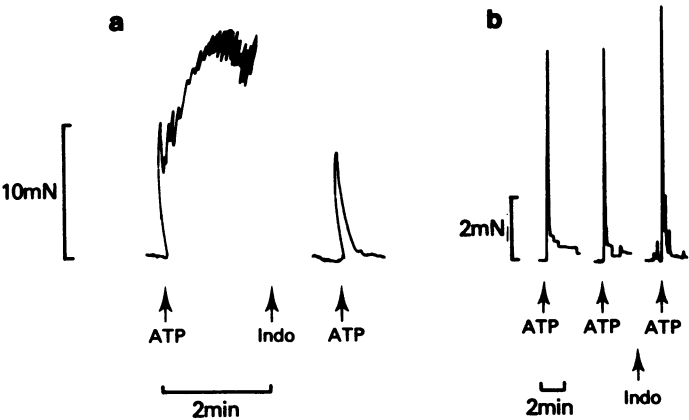 a
10mN
ATP
Indo
ATP
2min
b
2mN
ATP
ATP
ATP
Indo
2min